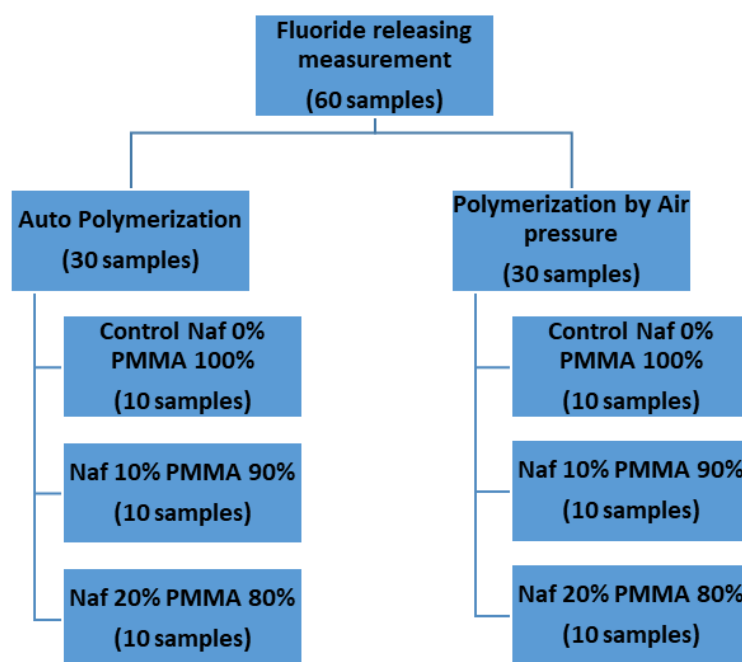 Fluoride releasing
measurement
(60 samples)
Auto Polymerization
(30 samples)
Polymerization by Air
pressure
(30 samples)
Control Naf 0%
PMMA 100%
(10 samples)
Naf 10% PMMA 90%
(10 samples)
Naf 20% PMMA 80%
(10 samples)
Control Naf 0%
PMMA 100%
(10 samples)
Naf 10% PMMA 90%
(10 samples)
Naf 20% PMMA 80%
(10 samples)